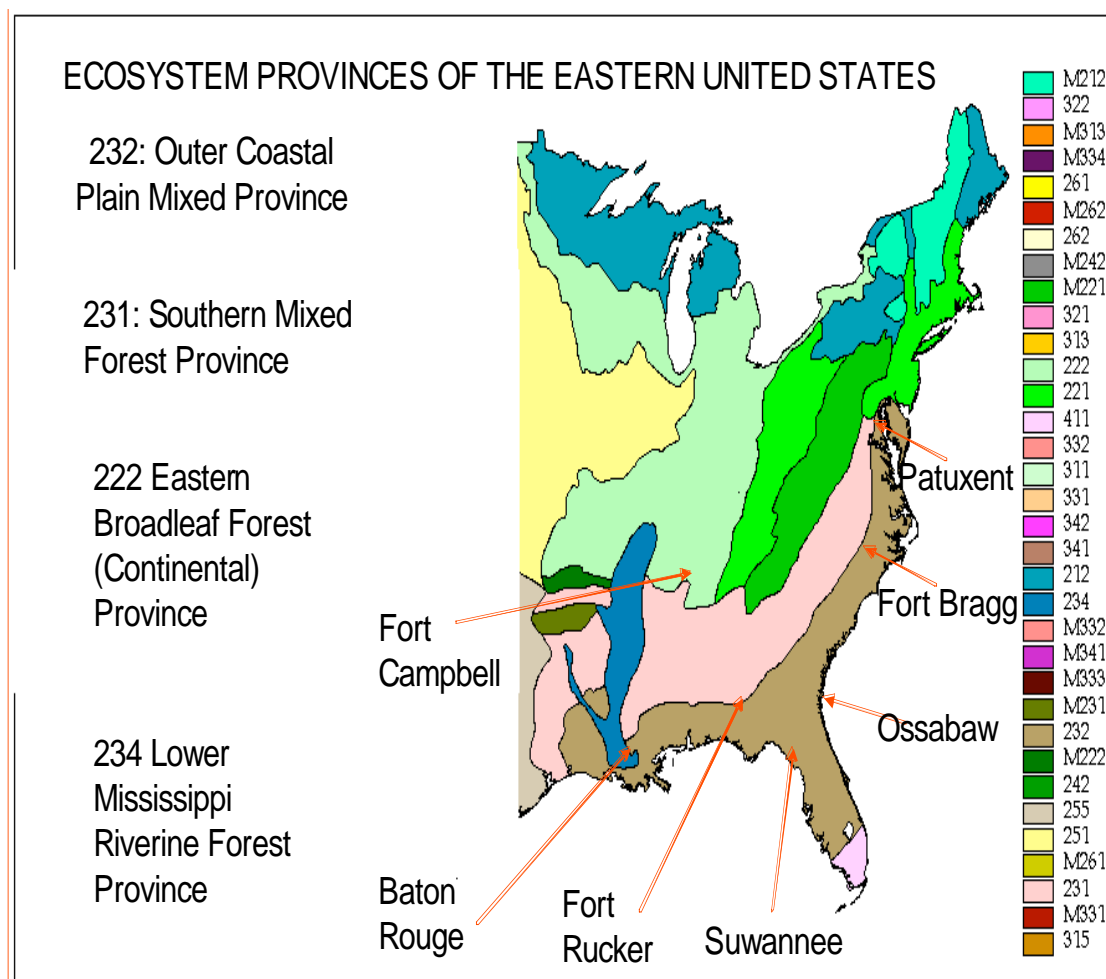 ECOSYSTEM PROVINCES OF THE EASTERN UNITED STATES
232: Outer Coastal
Plain Mixed Province
231: Southern Mixed
Forest Province
222 Eastern
Broadleaf Forest
(Continental)
Province
234 Lower
Mississippi
Riverine Forest
Province
Patuxent
Fort Bragg
Fort
Campbell
Ossabaw
Baton
Rouge
Fort
Rucker
Suwannee
M212
322
M313
M334
261
M262
262
M242
M221
321
313
222
221
411
332
311
331
342
341
212
234
M332
M341
M333
M231
232
M222
242
255
251
M261
231
M331
315